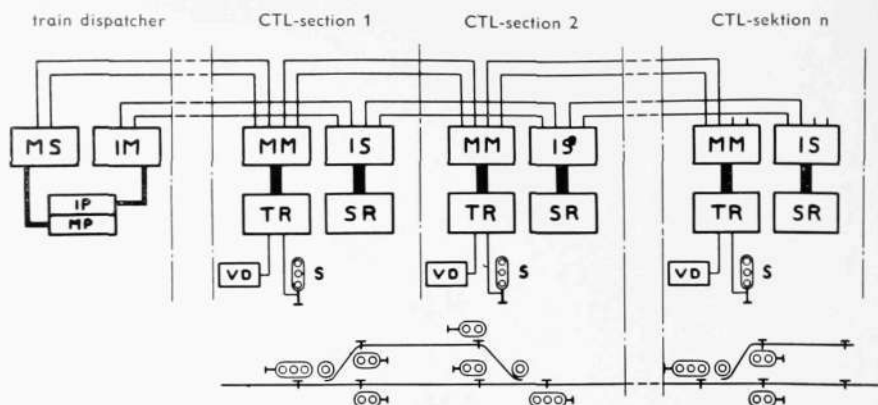 train dispatcher CTL-section 1 CTL-section 2 CTL-sektion n
MS IM MM IS MM IS MM IS
IP
MP
TR SR TR SR TR SR
VD S VD S VD S